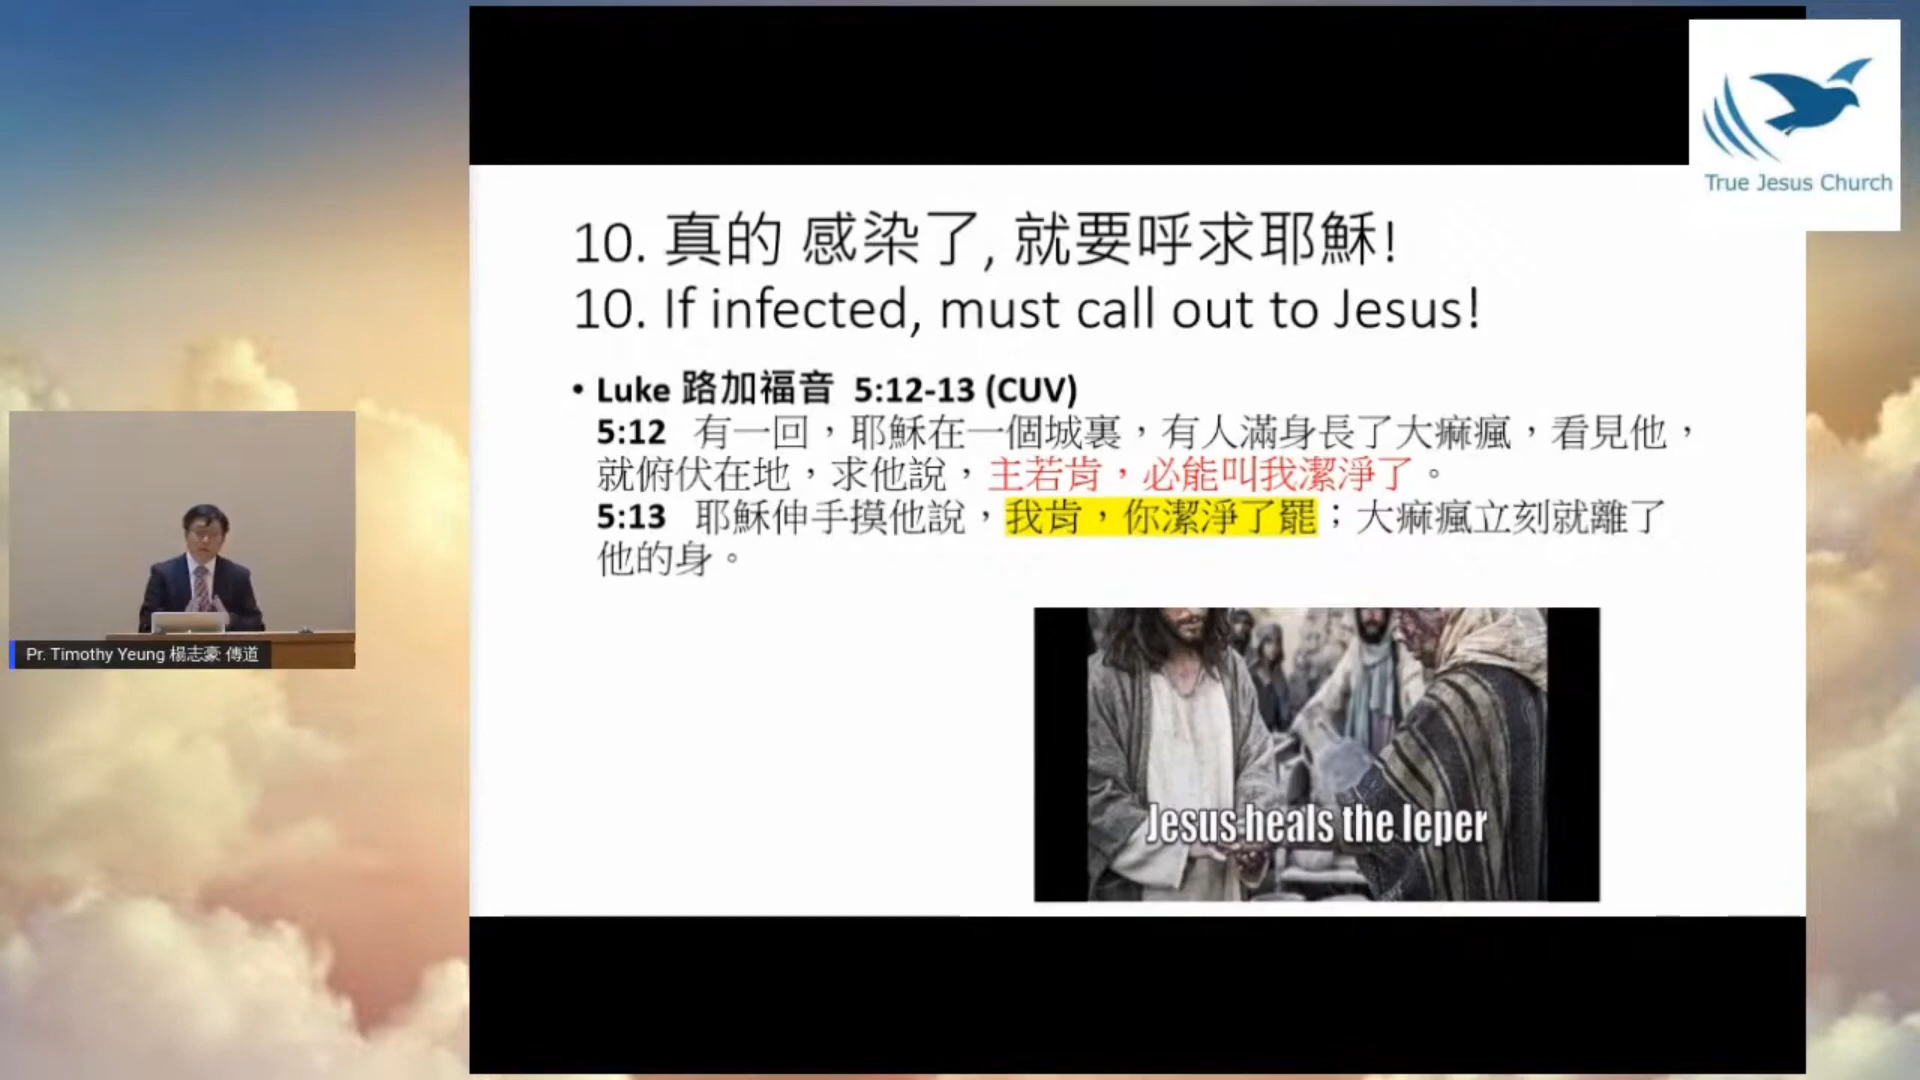 True Jesus Church
10. 真的 感染了, 就要呼求耶穌!
10. If infected, must call out to Jesus!
• Luke 路加福音 5:12-13 (CUV)
5:12 有一回，耶穌在一個城裏，有人滿身長了大痲瘋，看見他，
就俯伏在地，求他說，主若肯，必能叫我潔淨了。
5:13 耶穌伸手摸他說，我肯，你潔淨了罷；大痲瘋立刻就離了
他的身。
Pr. Timothy Yeung 楊志豪 傳道
Jesus heals the leper